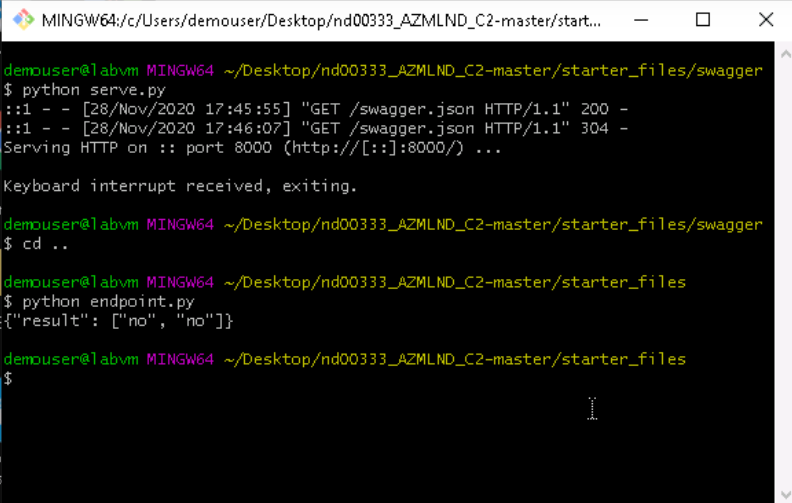 MINGW64:/c/Users/demouser/Desktop/nd00333_AZMLND_C2-master/start...
demouser@labvm MINGW64 ~/Desktop/nd00333_AZMLND_C2-master/starter_files/swagger
$ python serve.py
::1 - - [28/Nov/2020 17:45:55] "GET /swagger.json HTTP/1.1" 200 -
::1 - - [28/Nov/2020 17:46:07] "GET /swagger.json HTTP/1.1" 304 -
Serving HTTP on :: port 8000 (http://[::]:8000/) ...
Keyboard interrupt received, exiting.
demouser@labvm MINGW64 ~/Desktop/nd00333_AZMLND_C2-master/starter_files/swagger
$ cd ..
demouser@labvm MINGW64 ~/Desktop/nd00333_AZMLND_C2-master/starter_files
$ python endpoint.py
{"result": ["no", "no"]}
demouser@labvm MINGW64 ~/Desktop/nd00333_AZMLND_C2-master/starter_files
$